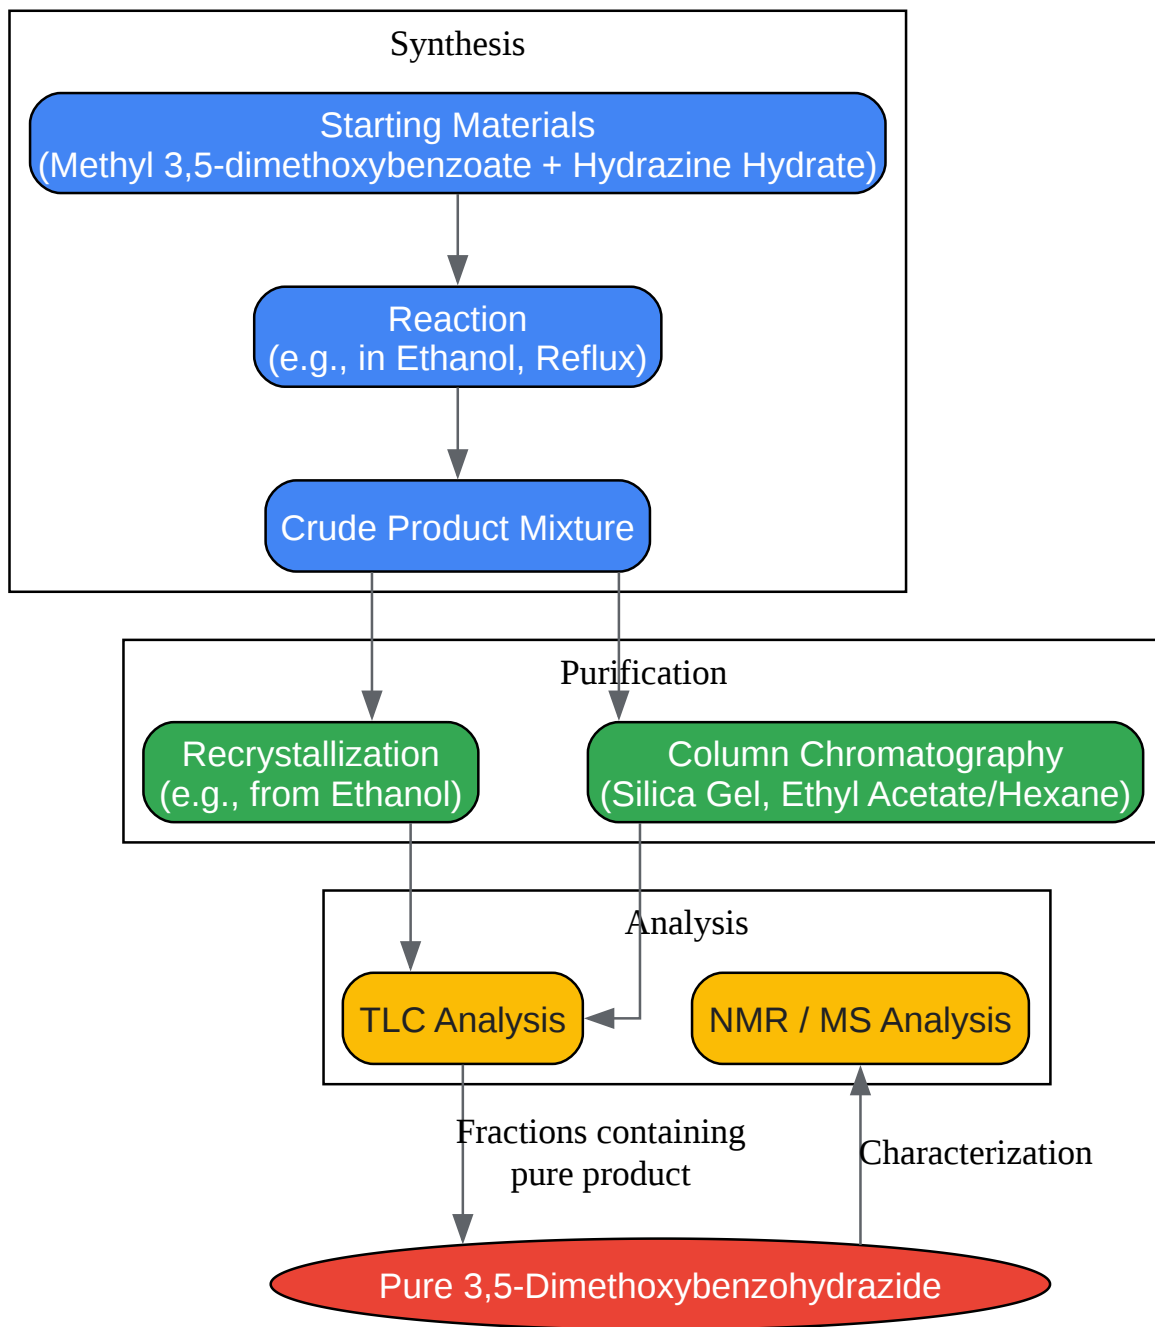 Synthesis
Starting Materials
(Methyl 3,5-dimethoxybenzoate + Hydrazine Hydrate)
Reaction
(e.g., in Ethanol, Reflux)
Crude Product Mixture
Purification
Recrystallization
(e.g., from Ethanol)
Column Chromatography
(Silica Gel, Ethyl Acetate/Hexane)
Analysis
TLC Analysis
NMR / MS Analysis
Fractions containing
pure product
Characterization
Pure 3,5-Dimethoxybenzohydrazide